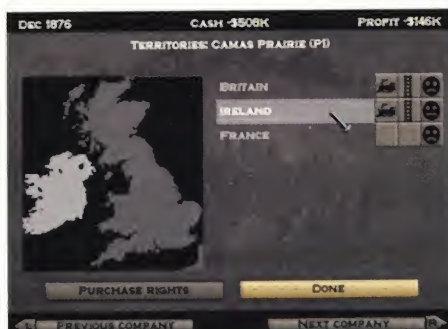 DEC 1876 CASH -$508K PROFIT -$146K
TERRITORIES: CAMAS PRAIRIE (P1)
BRITAIN
IRELAND
FRANCE
PURCHASE RIGHTS DONE
PREVIOUS COMPANY NEXT COMPANY